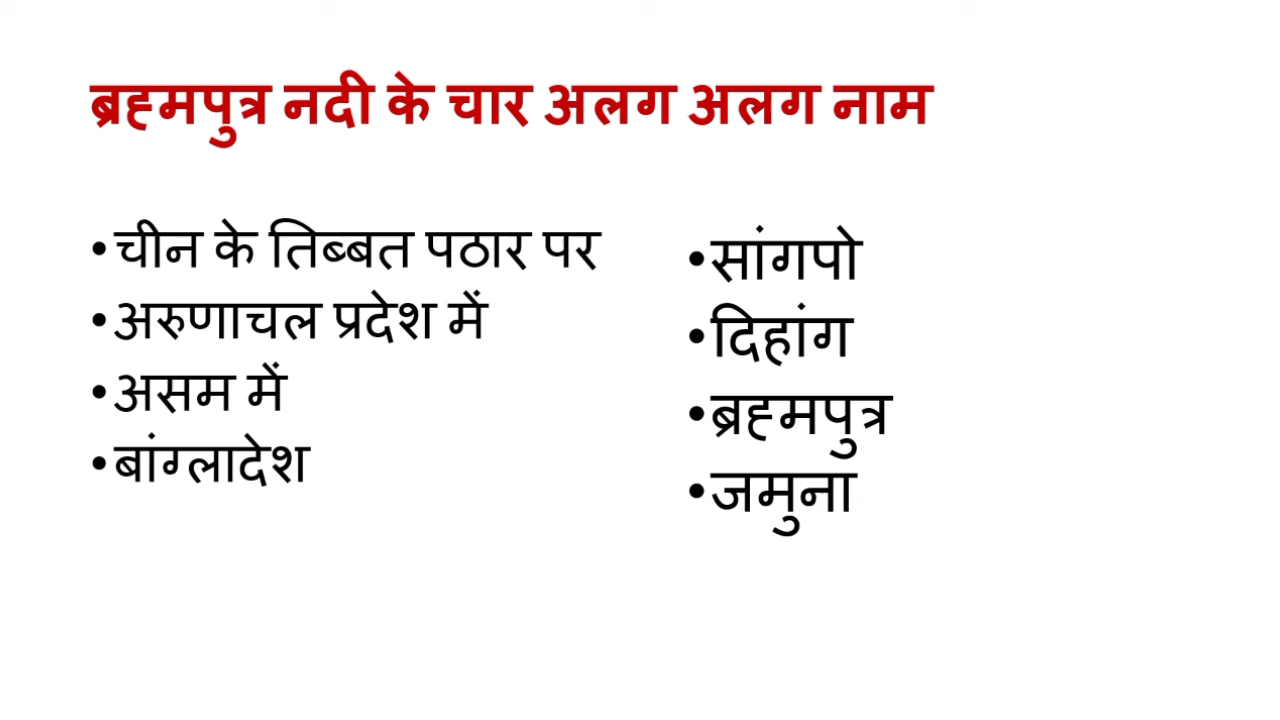 ब्रह्मपुत्र नदी के चार अलग अलग नाम
•चीन के तिब्बत पठार पर
•अरुणाचल प्रदेश में
•असम में
•बांग्लादेश
•सांगपो
•दिहांग
•ब्रह्मपुत्र
•जमुना